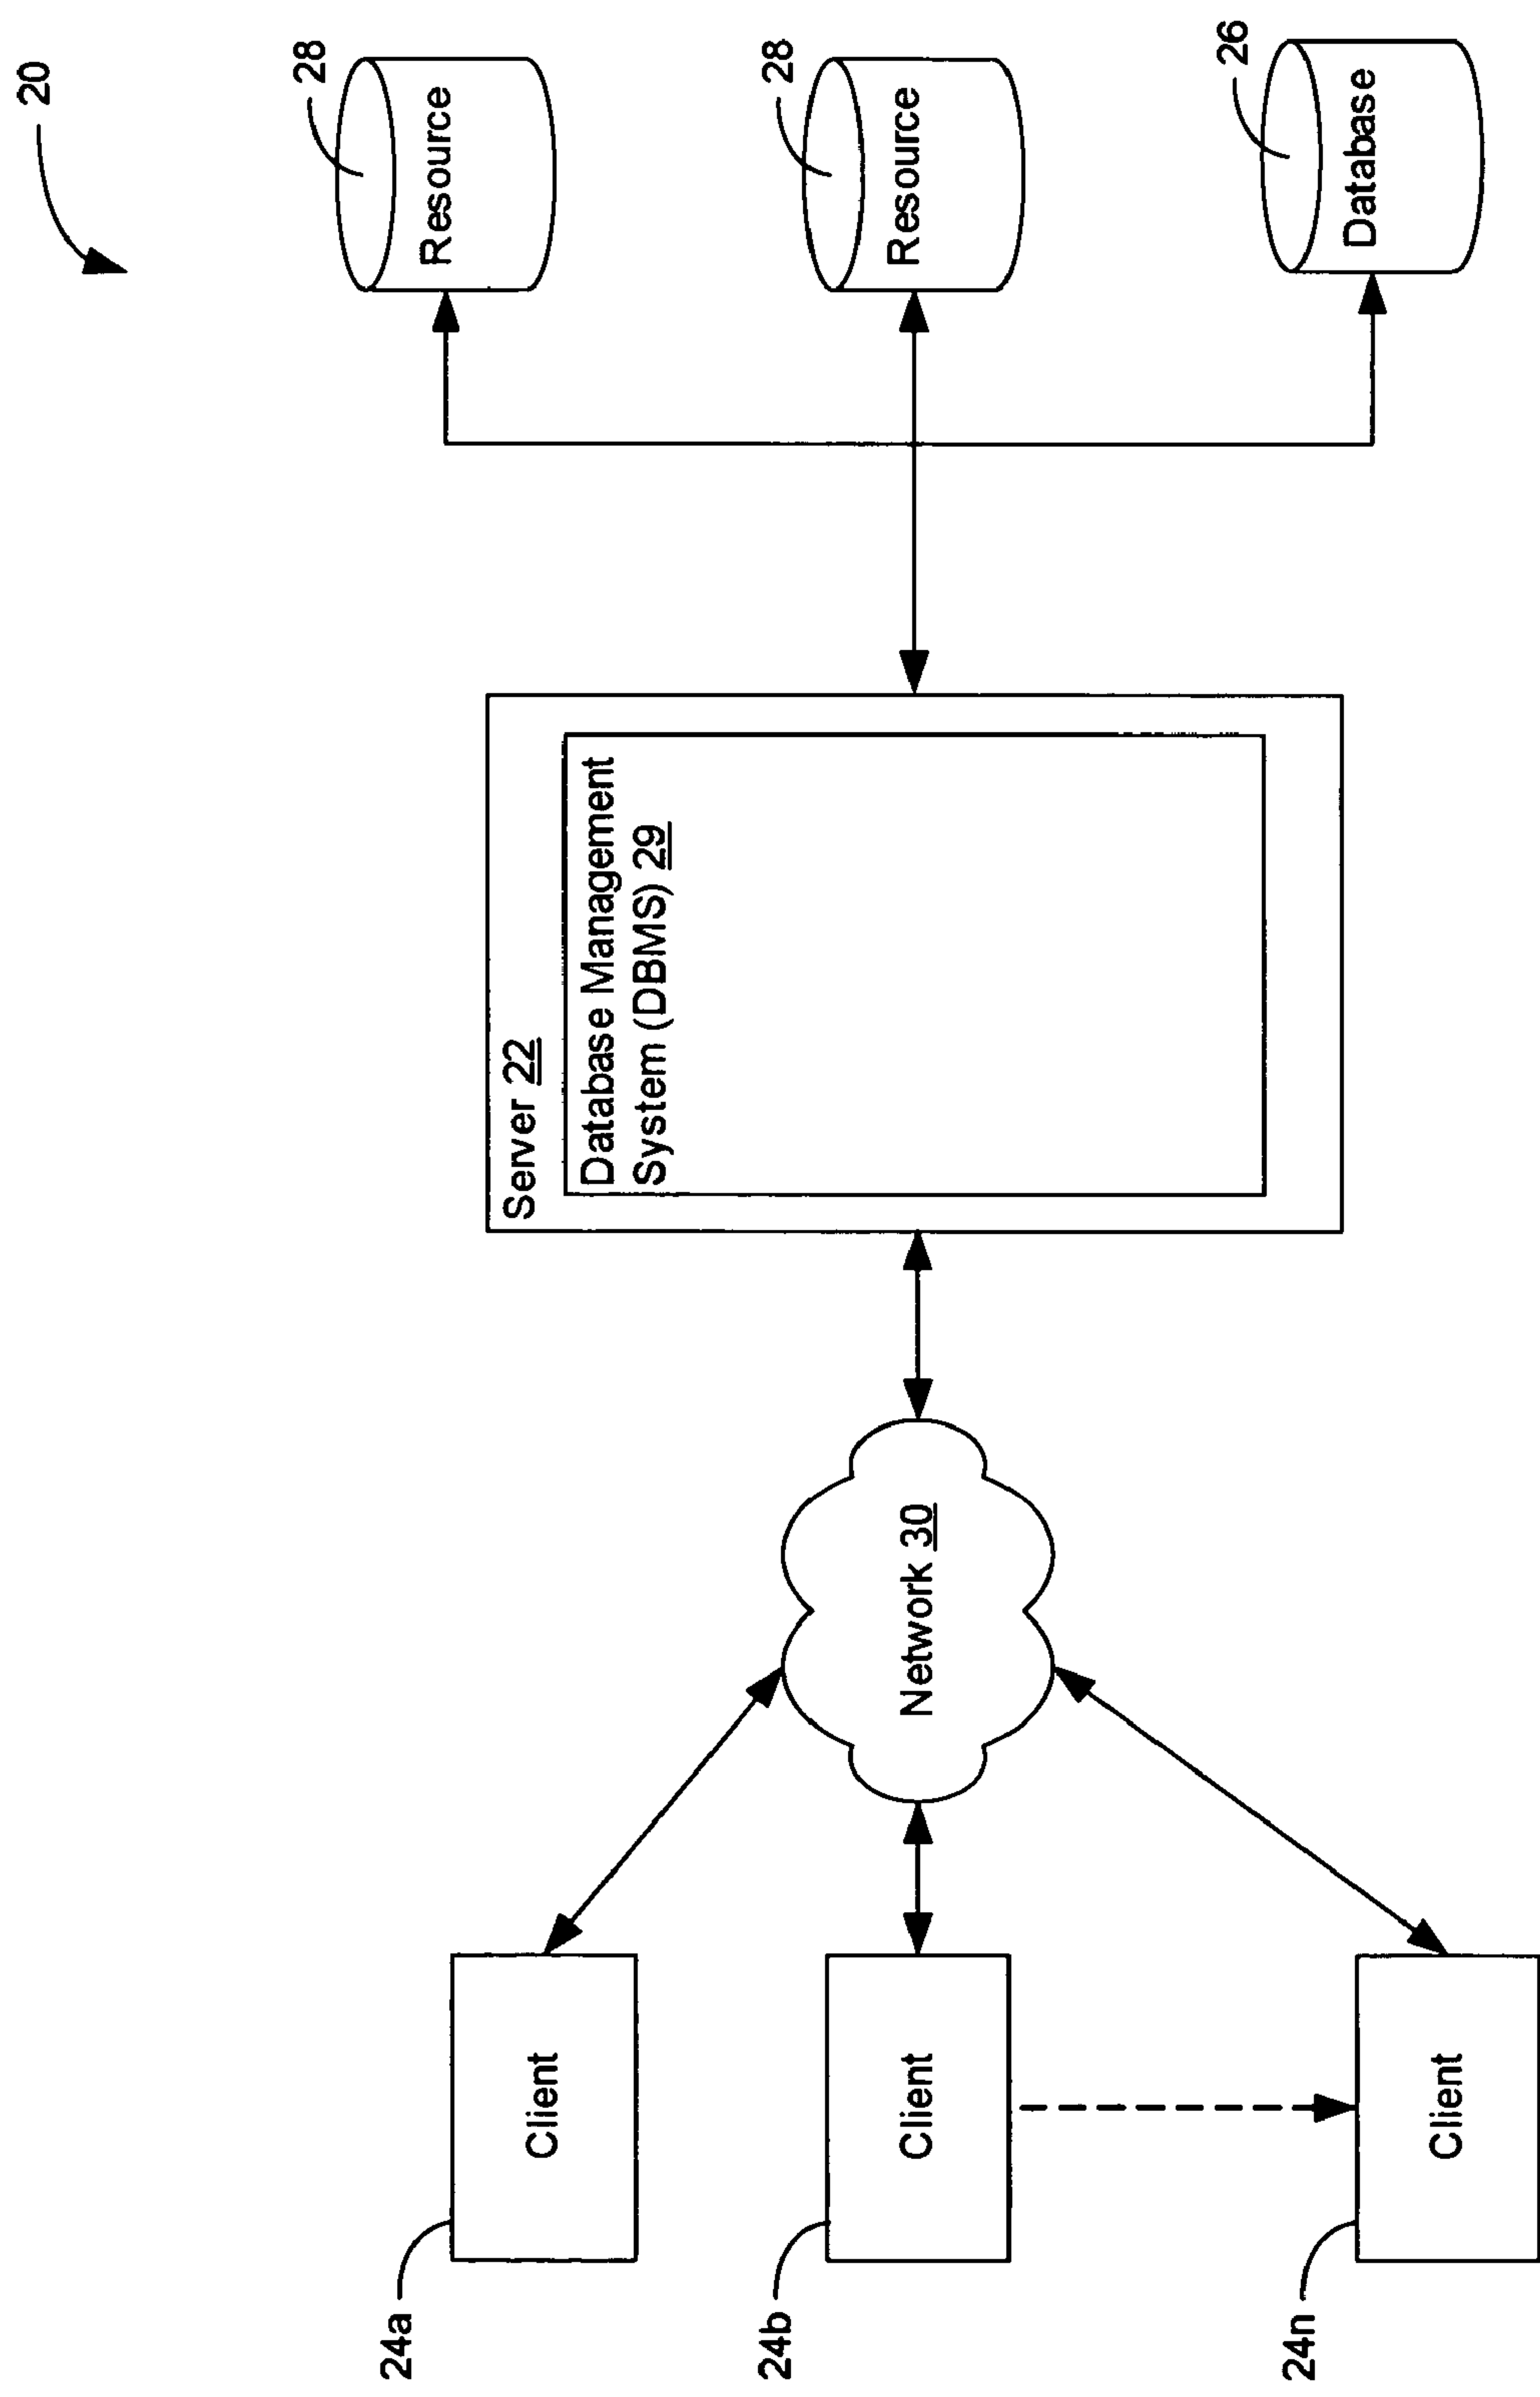 20
24a
Client
28
Resource
Server 22
Database Management
System (DBMS) 29
24b
Client
Network 30
28
Resource
24n
Client
26
Database